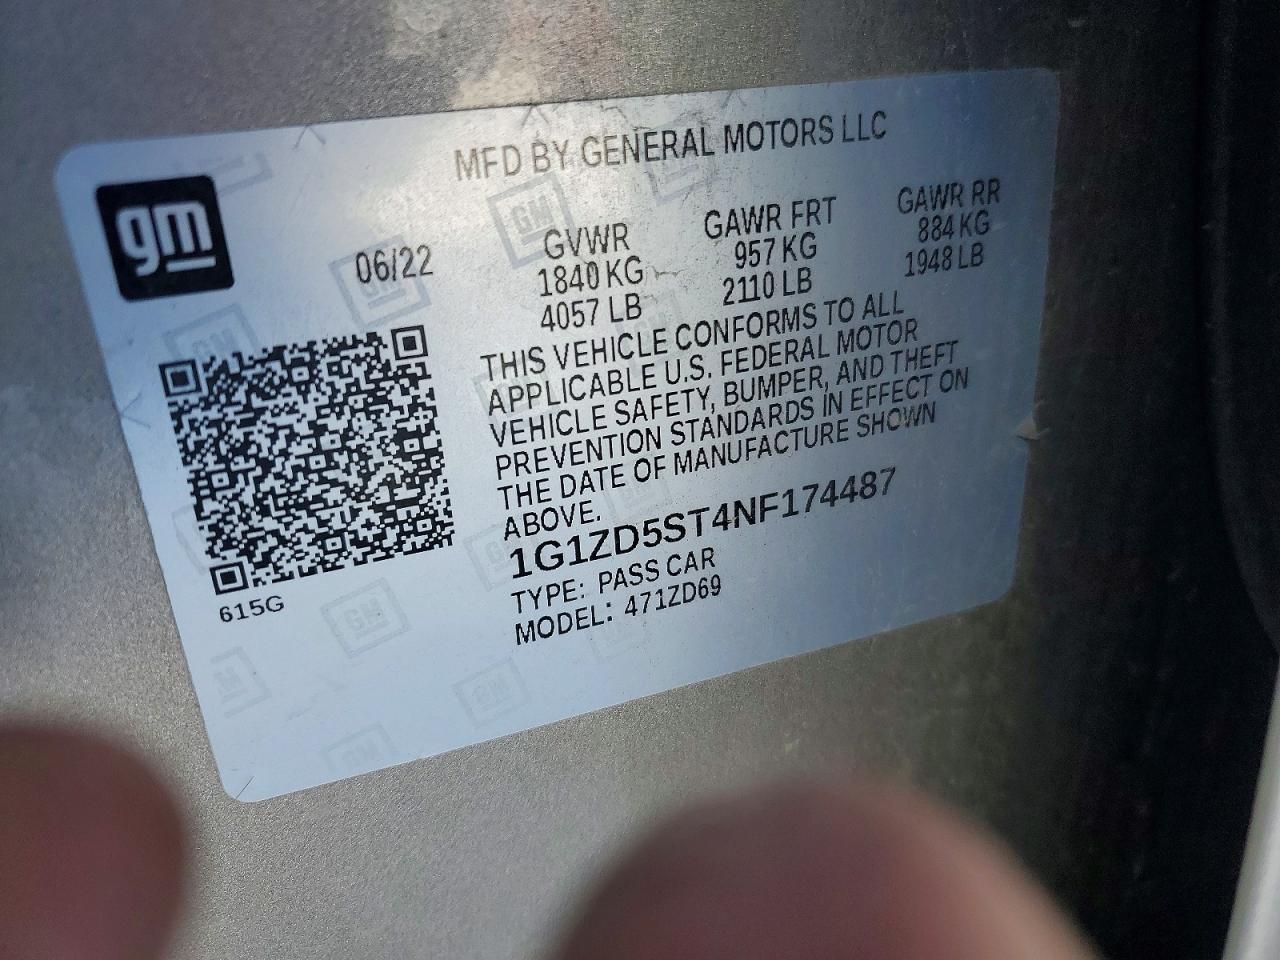 MFD BY GENERAL MOTORS LLC
gm
06/22
GVWR
1840 KG
4057 LB
GAWR FRT
957 KG
2110 LB
GAWR RR
884 KG
1948 LB
THIS VEHICLE CONFORMS TO ALL
APPLICABLE U.S. FEDERAL MOTOR
VEHICLE SAFETY, BUMPER, AND THEFT
PREVENTION STANDARDS IN EFFECT ON
THE DATE OF MANUFACTURE SHOWN
ABOVE.
1G1ZD5ST4NF174487
TYPE: PASS CAR
MODEL: 471ZD69
615G